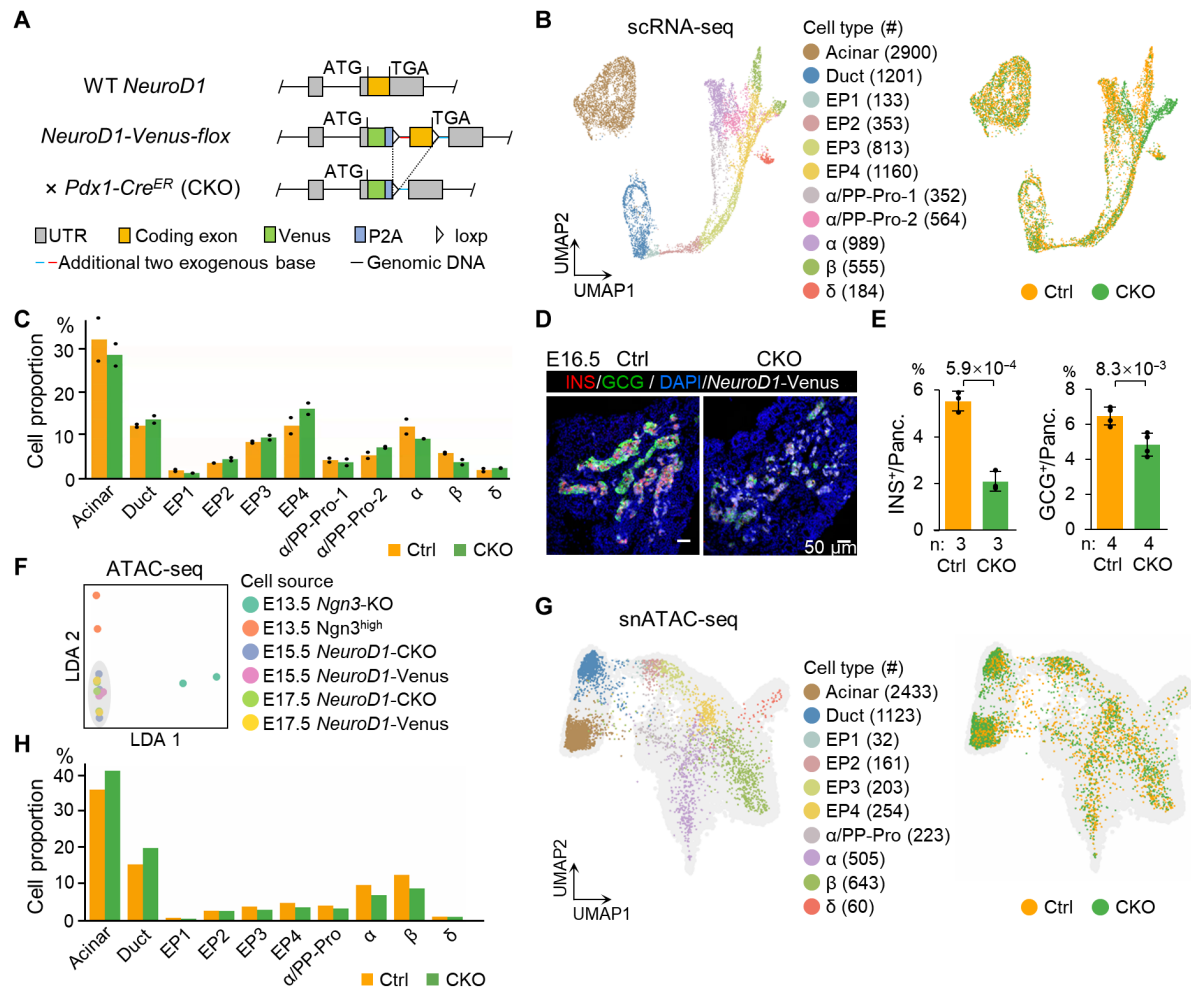 A
WT NeuroD1
ATG
TGA
NeuroD1-Venus-flox
ATG
TGA
× Pdx1-Cre^ER (CKO)
ATG
UTR
Coding exon
Venus
P2A
loxp
Additional two exogenous base
Genomic DNA
B
scRNA-seq
UMAP2
UMAP1
Cell type (#)
Acinar (2900)
Duct (1201)
EP1 (133)
EP2 (353)
EP3 (813)
EP4 (1160)
α/PP-Pro-1 (352)
α/PP-Pro-2 (564)
α (989)
β (555)
δ (184)
Ctrl
CKO
C
%
Cell proportion
30
20
10
0
Acinar
Duct
EP1
EP2
EP3
EP4
α/PP-Pro-1
α/PP-Pro-2
α
β
δ
Ctrl
CKO
D
E16.5 Ctrl CKO
INS/GCG / DAPI/NeuroD1-Venus
50 µm
E
%
5.9×10⁻⁴
INS⁺/Panc.
6
4
2
0
n: 3 3
Ctrl CKO
%
8.3×10⁻³
GCG⁺/Panc.
8
6
4
2
0
n: 4 4
Ctrl CKO
F
ATAC-seq
LDA 2
LDA 1
Cell source
E13.5 Ngn3-KO
E13.5 Ngn3^high
E15.5 NeuroD1-CKO
E15.5 NeuroD1-Venus
E17.5 NeuroD1-CKO
E17.5 NeuroD1-Venus
G
snATAC-seq
UMAP2
UMAP1
Cell type (#)
Acinar (2433)
Duct (1123)
EP1 (32)
EP2 (161)
EP3 (203)
EP4 (254)
α/PP-Pro (223)
α (505)
β (643)
δ (60)
Ctrl
CKO
H
%
Cell proportion
40
30
20
10
0
Acinar
Duct
EP1
EP2
EP3
EP4
α/PP-Pro
α
β
δ
Ctrl
CKO